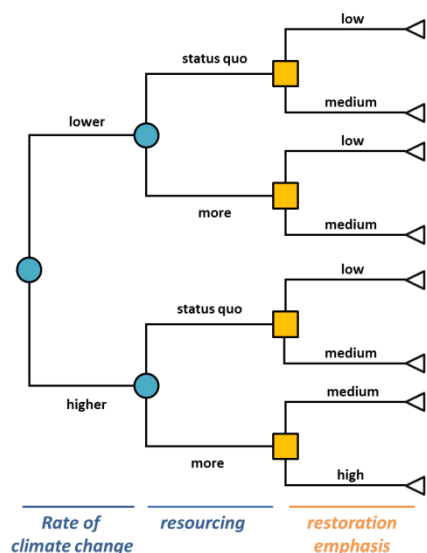 low
status quo
medium
lower
low
more
medium
low
status quo
medium
medium
higher
more
high
Rate of
climate change
resourcing
restoration
emphasis